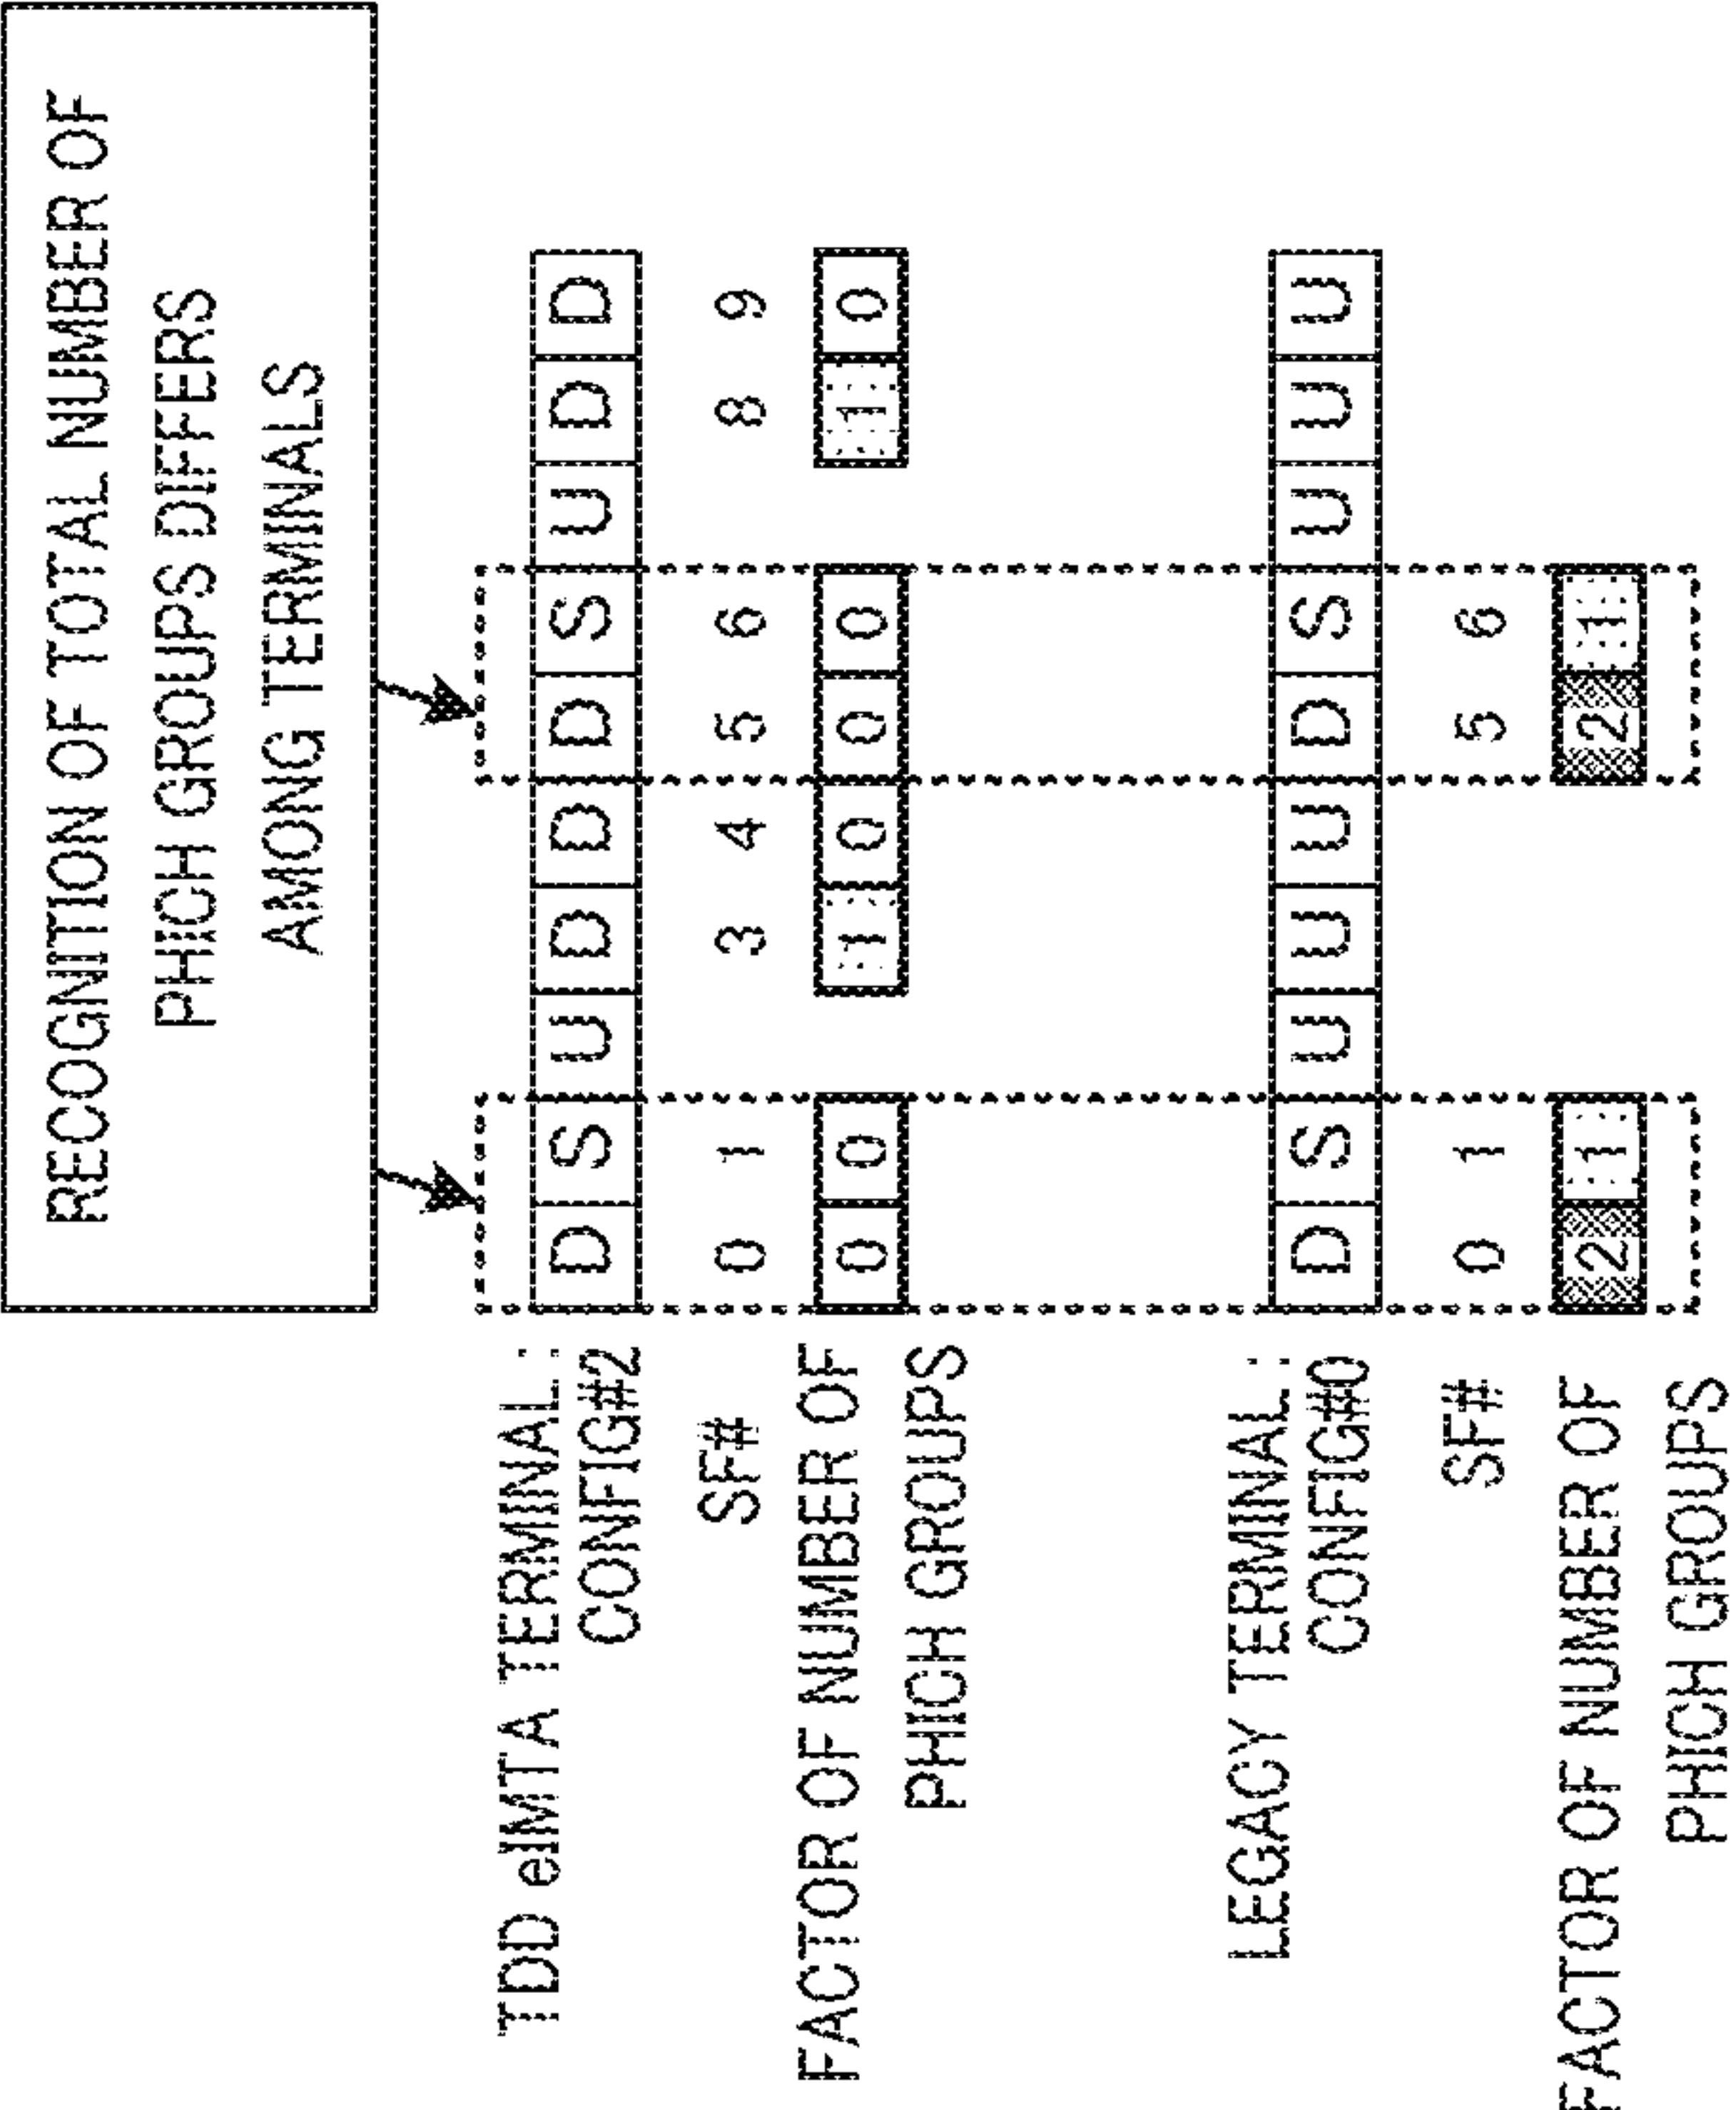 RECOGNITION OF TOTAL NUMBER OF
PHICH GROUPS DIFFERS
AMONG TERMINALS
TDD eIMTA TERMINAL :
CONFIG#2
D S U D D D S U D D
SF#
0 1 3 4 5 6 8 9
FACTOR OF NUMBER OF
PHICH GROUPS
0 0 1 0 0 0 1 0
LEGACY TERMINAL :
CONFIG#0
D S U U U D S U U U
SF#
0 1 5 6
FACTOR OF NUMBER OF
PHICH GROUPS
2 1 2 1